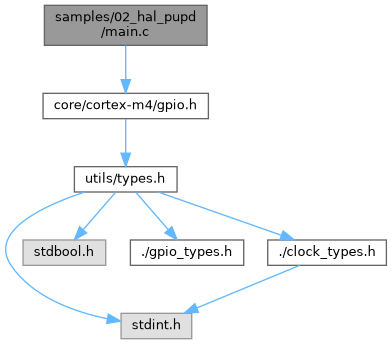 samples/02_hal_pupd
/main.c
core/cortex-m4/gpio.h
utils/types.h
stdbool.h
./gpio_types.h
./clock_types.h
stdint.h